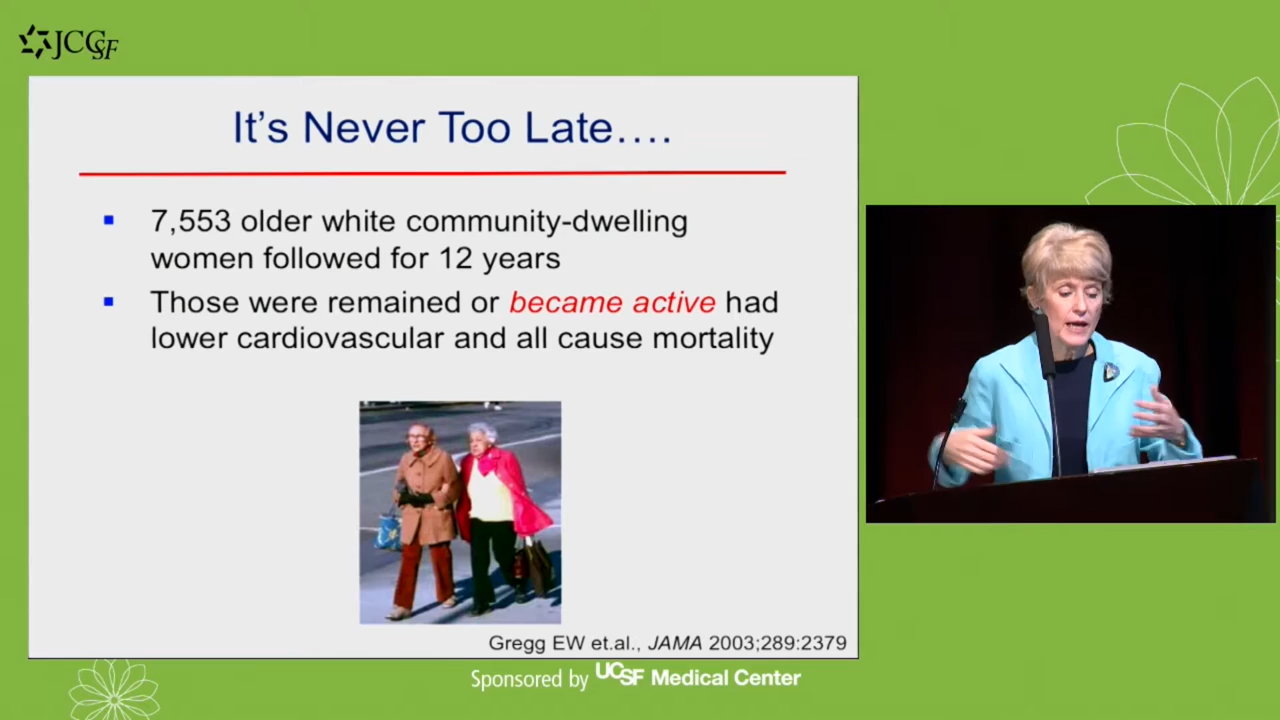 JCCSF
It's Never Too Late....
▪ 7,553 older white community-dwelling
women followed for 12 years
▪ Those were remained or became active had
lower cardiovascular and all cause mortality
Gregg EW et.al., JAMA 2003;289:2379
Sponsored by UCSF Medical Center